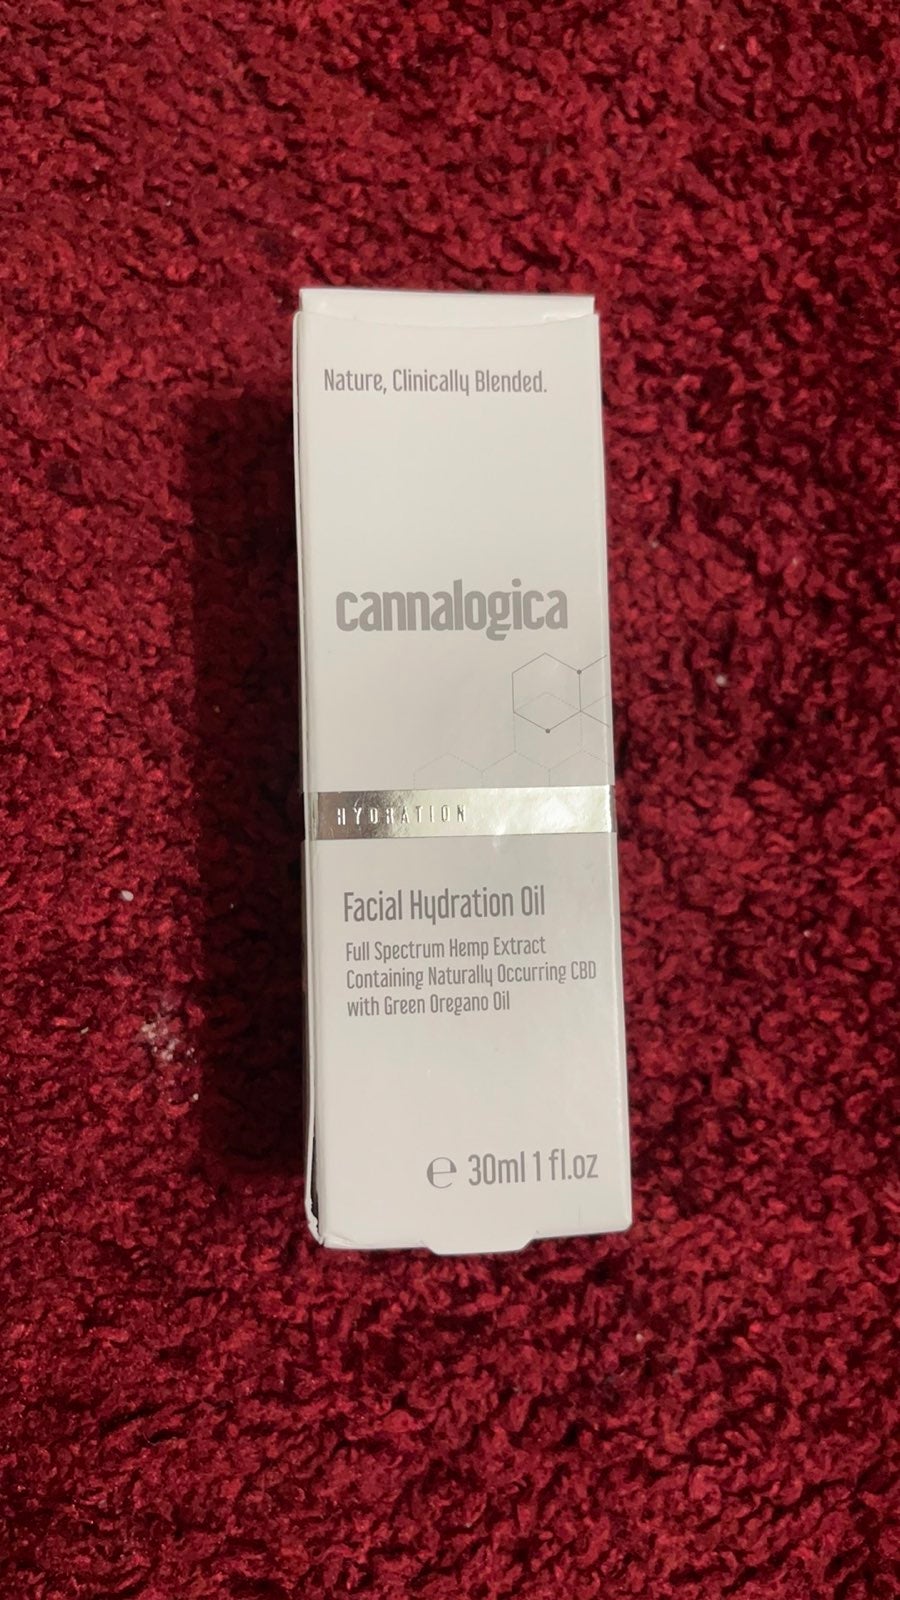 Nature, Clinically Blended.
cannalogica
HYDRATION
Facial Hydration Oil
Full Spectrum Hemp Extract
Containing Naturally Occurring CBD
with Green Oregano Oil
℮ 30ml 1 fl.oz